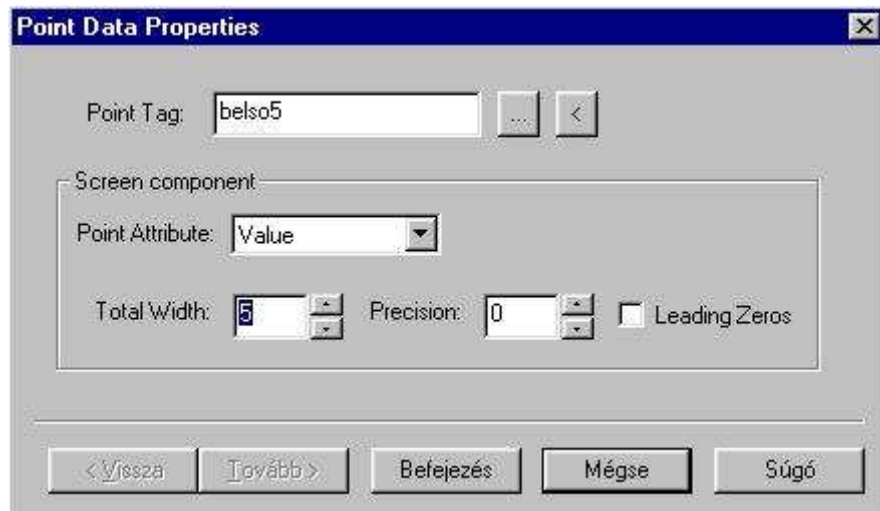 Point Data Properties
Point Tag: belso5 ... <
Screen component
Point Attribute: Value
Total Width: 5 Precision: 0 Leading Zeros
< Vissza Tovább > Befejezés Mégse Súgó